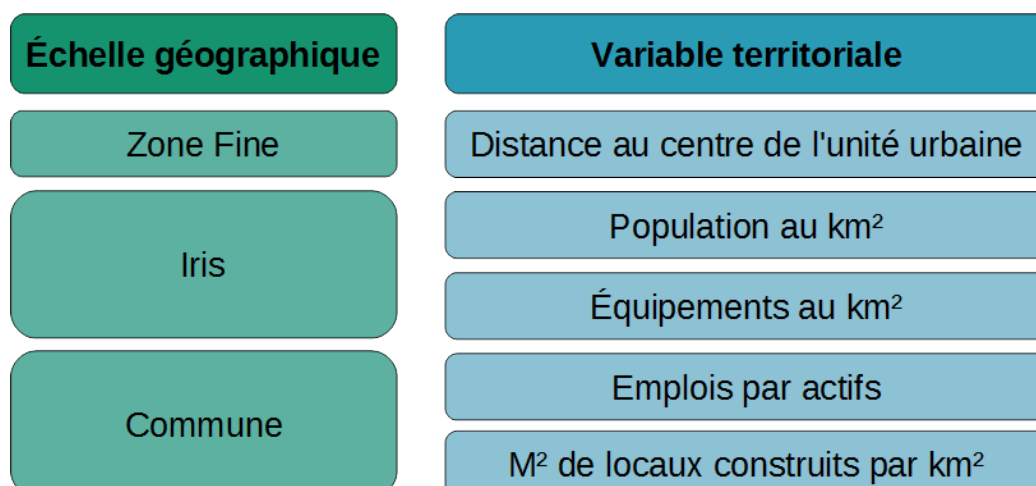 Échelle géographique
Variable territoriale
Zone Fine
Distance au centre de l'unité urbaine
Iris
Population au km²
Équipements au km²
Commune
Emplois par actifs
M² de locaux construits par km²